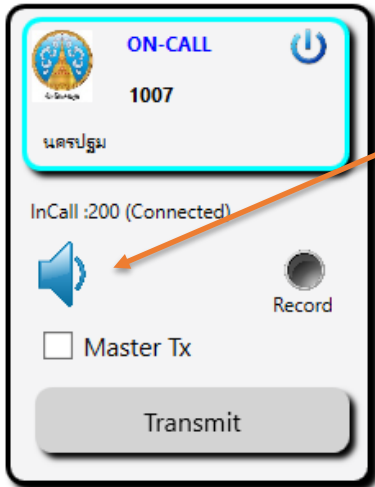 ON-CALL
1007
นครปฐม
InCall :200 (Connected)
Record
Master Tx
Transmit